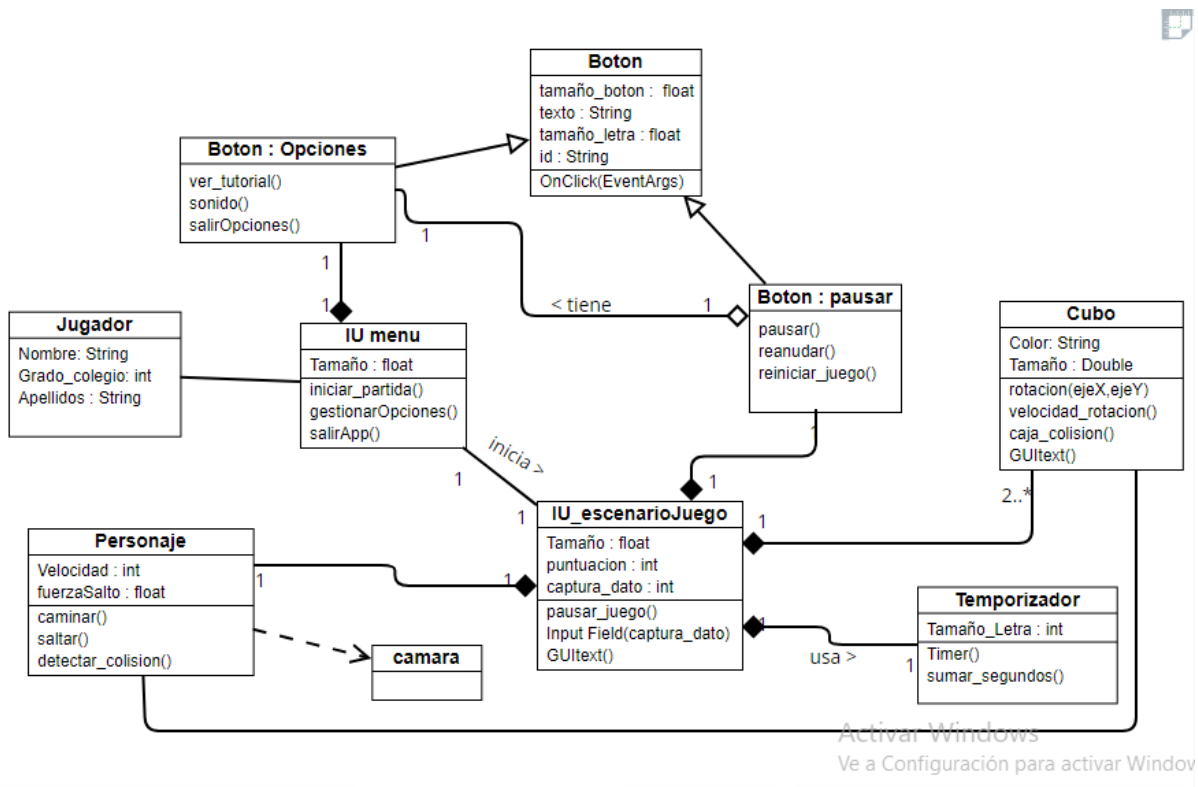 Boton
tamaño_boton : float
texto : String
tamaño_letra : float
id : String
OnClick(EventArgs)
Boton : Opciones
ver_tutorial()
sonido()
salirOpciones()
1
1
1
< tiene
1
Boton : pausar
pausar()
reanudar()
reiniciar_juego()
1
1
Jugador
Nombre: String
Grado_colegio: int
Apellidos : String
IU menu
Tamaño : float
iniciar_partida()
gestionarOpciones()
salirApp()
inicia >
1
1
Cubo
Color: String
Tamaño : Double
rotacion(ejeX,ejeY)
velocidad_rotacion()
caja_colision()
GUItext()
2..*
1
IU_escenarioJuego
Tamaño : float
puntuacion : int
captura_dato : int
pausar_juego()
Input Field(captura_dato)
GUItext()
Personaje
Velocidad : int
fuerzaSalto : float
caminar()
saltar()
detectar_colision()
1
1
camara
1
usa >
1
Temporizador
Tamaño_Letra : int
Timer()
sumar_segundos()
Activar Windows
Ve a Configuración para activar Window